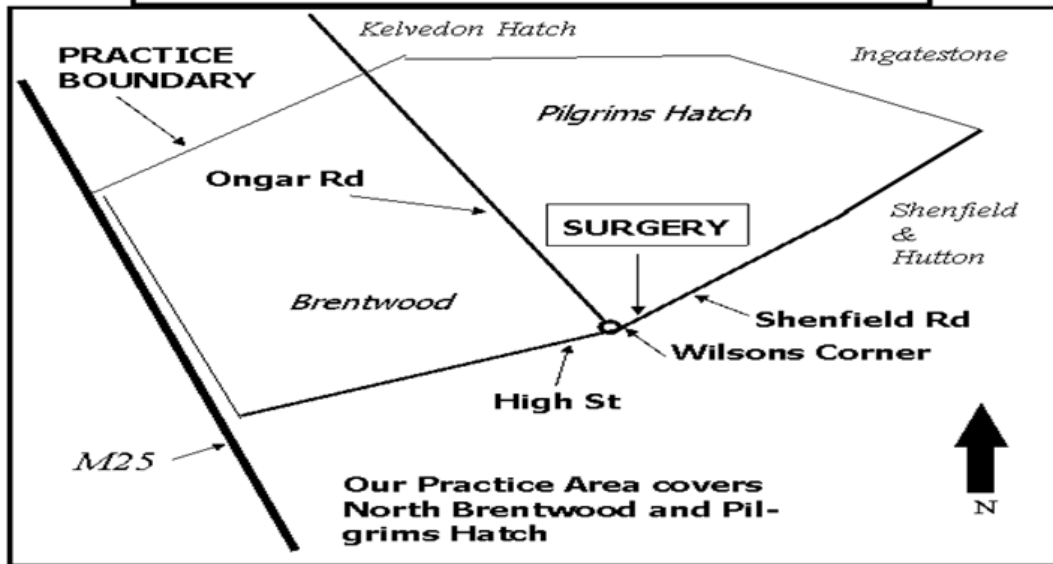 Kelvedon Hatch
PRACTICE
BOUNDARY
Ingatestone
Pilgrims Hatch
Ongar Rd
Shenfield
&
Hutton
SURGERY
Brentwood
Shenfield Rd
Wilsons Corner
High St
M25
Our Practice Area covers
North Brentwood and Pil-
grims Hatch
N